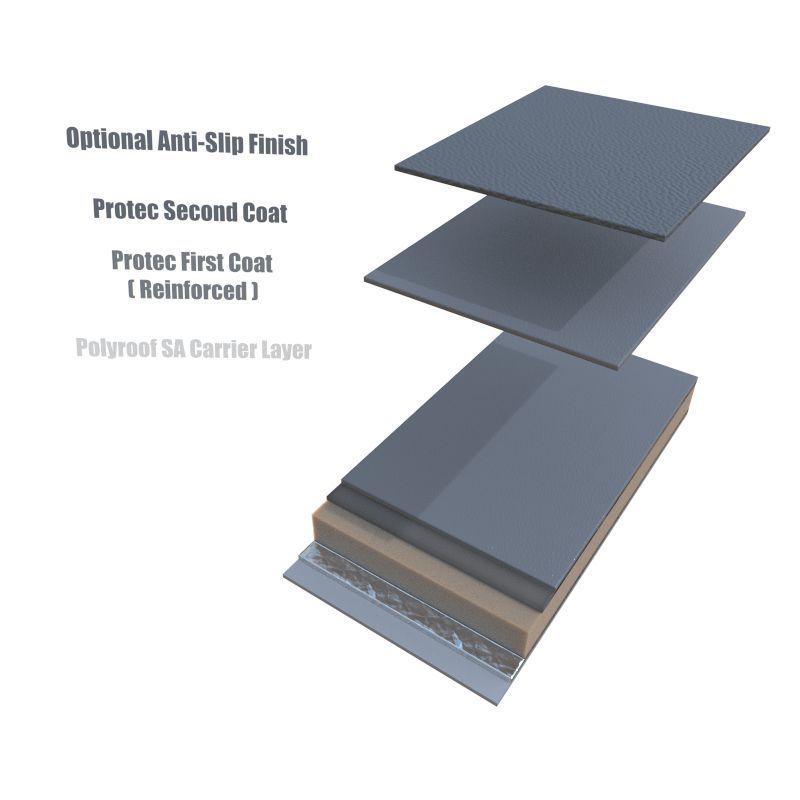 Optional Anti-Slip Finish
Protec Second Coat
Protec First Coat
( Reinforced )
Polyroof SA Carrier Layer